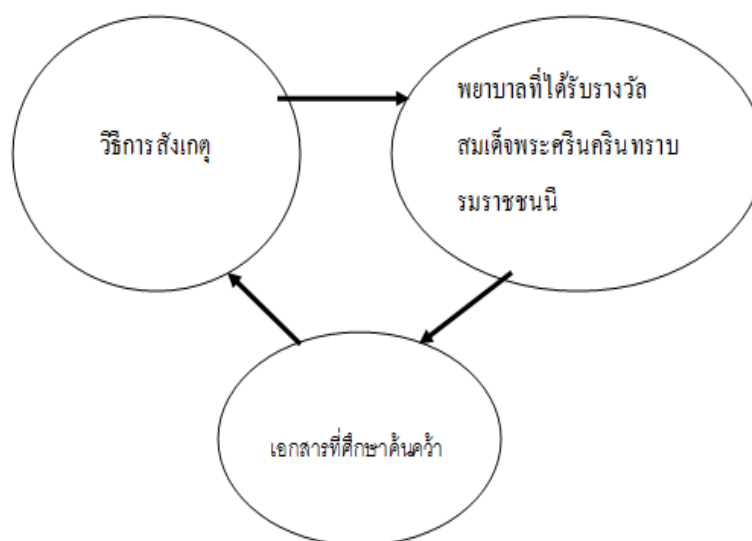 วิธีการสังเกตุ
พยาบาลที่ได้รับรางวัล
สมเด็จพระศรินครินทราบ
รมราชชนนี
เอกสารที่ศึกษาค้นคว้า